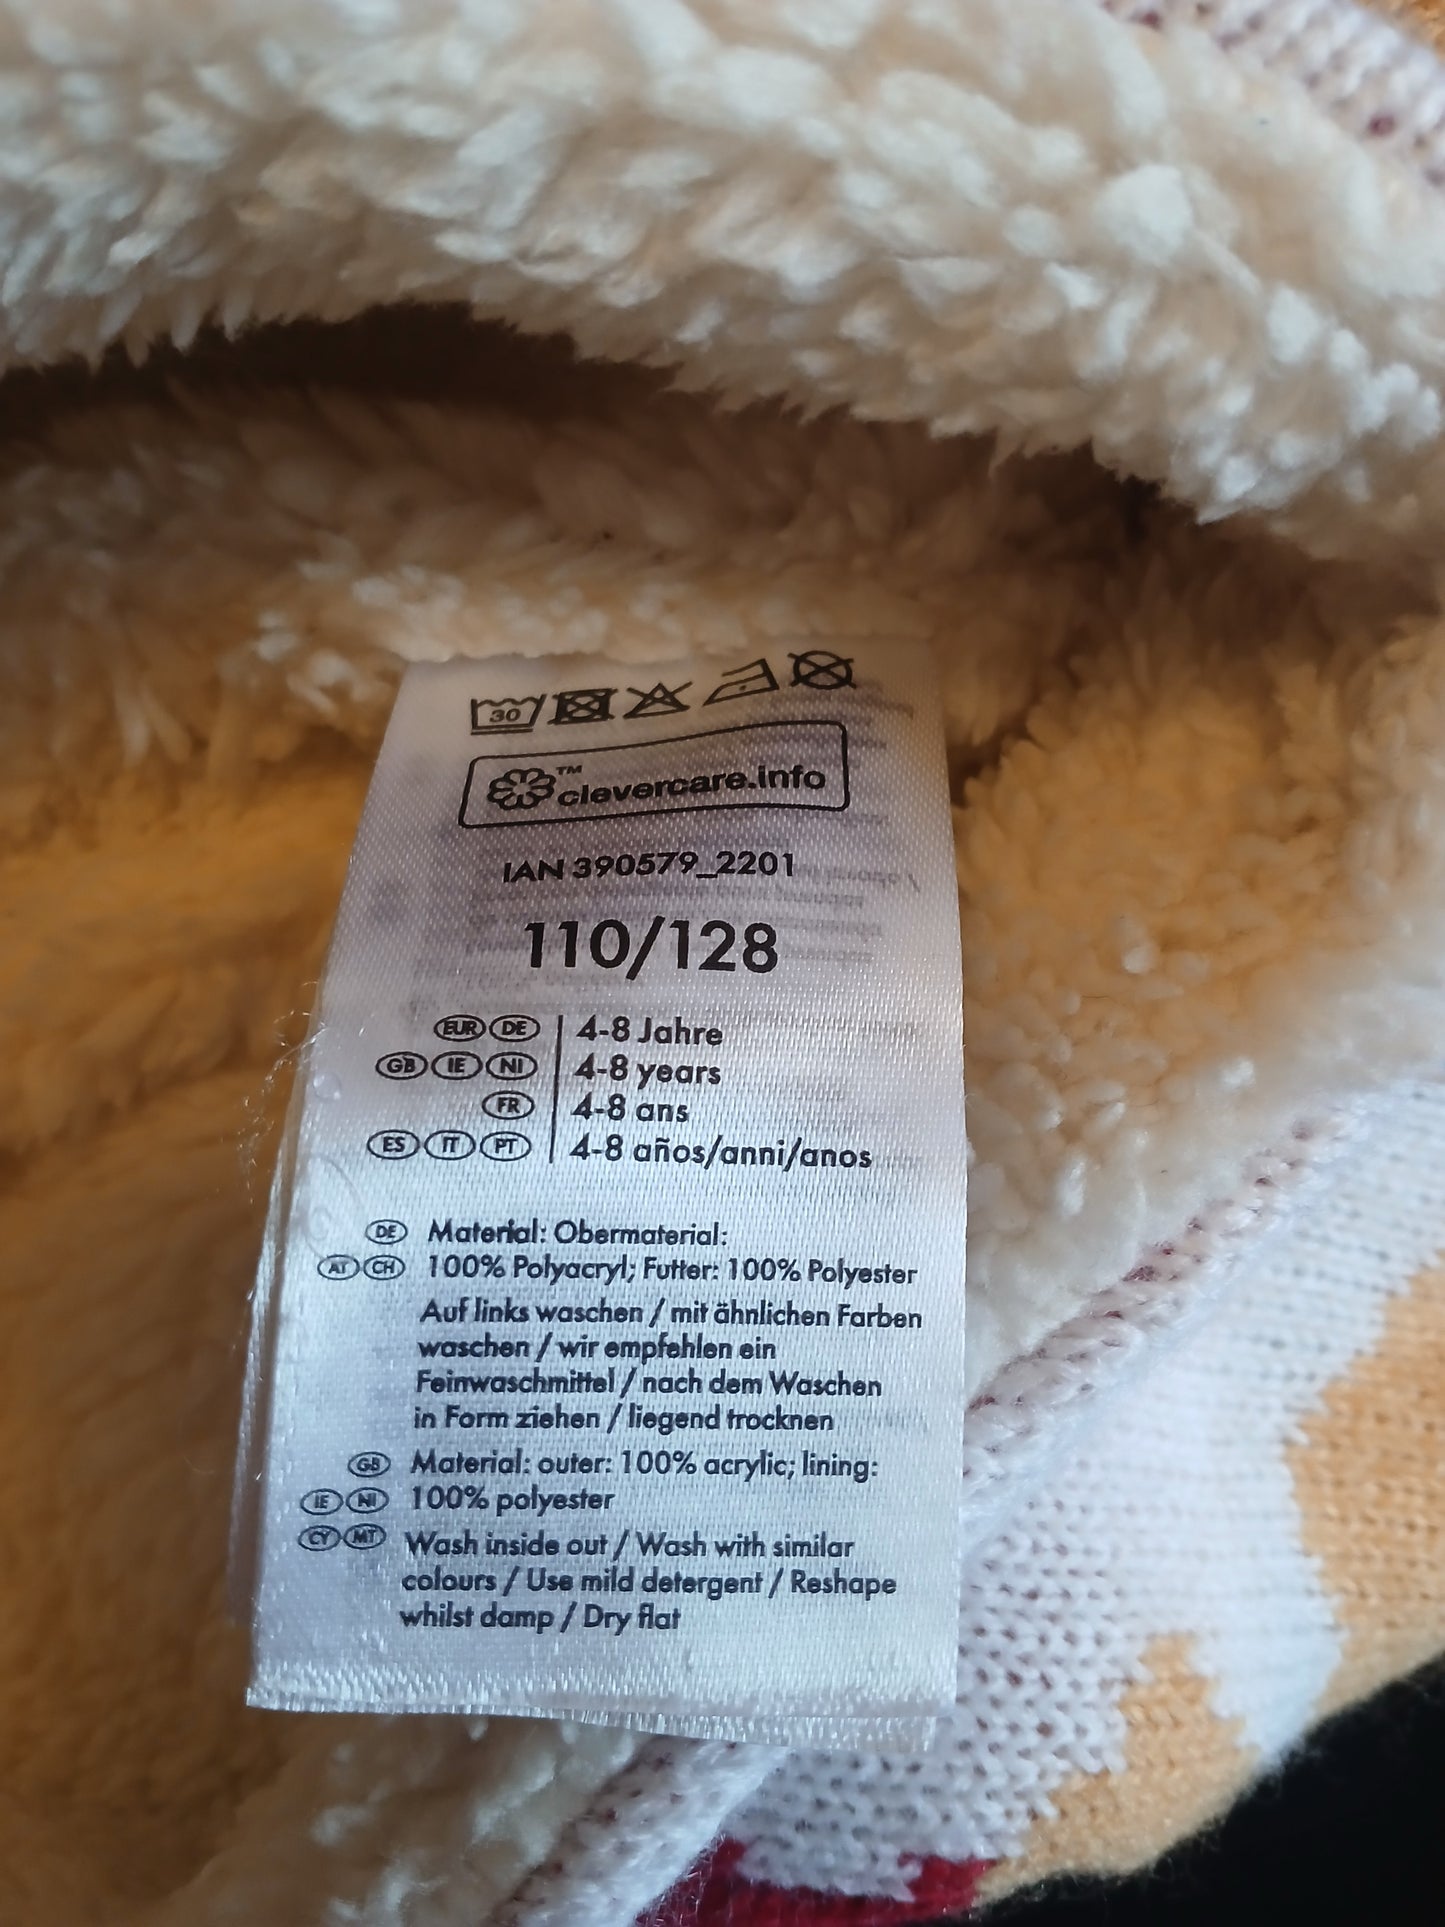 30
™ clevercare.info
IAN 390579_2201
110/128
EUR DE 4-8 Jahre
GB IE NI 4-8 years
FR 4-8 ans
ES IT PT 4-8 años/anni/anos
DE Material: Obermaterial:
AT CH 100% Polyacryl; Futter: 100% Polyester
Auf links waschen / mit ähnlichen Farben
waschen / wir empfehlen ein
Feinwaschmittel / nach dem Waschen
in Form ziehen / liegend trocknen
GB Material: outer: 100% acrylic; lining:
IE NI 100% polyester
CY MT Wash inside out / Wash with similar
colours / Use mild detergent / Reshape
whilst damp / Dry flat